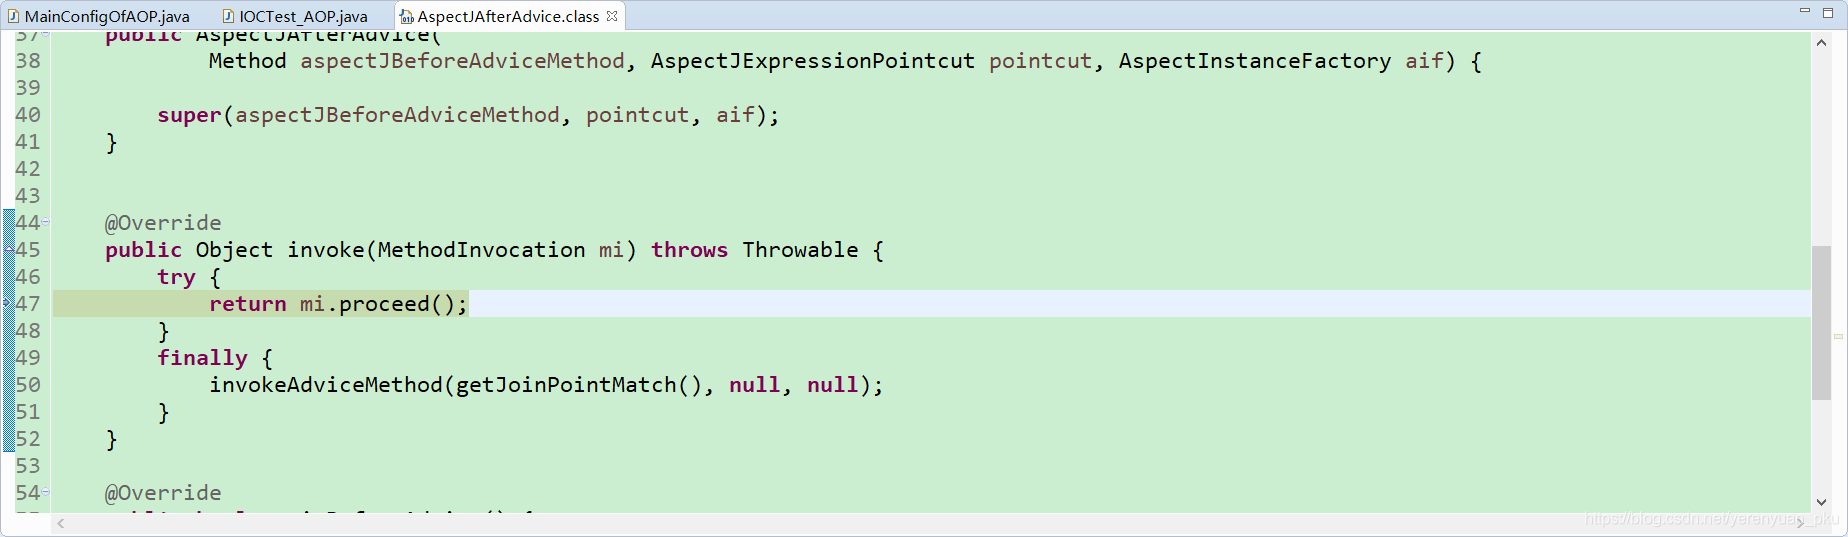 MainConfigOfAOP.java IOCTest_AOP.java AspectJAfterAdvice.class
37 public AspectJAfterAdvice(
38 Method aspectJBeforeAdviceMethod, AspectJExpressionPointcut pointcut, AspectInstanceFactory aif) {
39
40 super(aspectJBeforeAdviceMethod, pointcut, aif);
41 }
42
43
44 @Override
45 public Object invoke(MethodInvocation mi) throws Throwable {
46 try {
47 return mi.proceed();
48 }
49 finally {
50 invokeAdviceMethod(getJoinPointMatch(), null, null);
51 }
52 }
53
54 @Override
https://blog.csdn.net/yerenyuan_pku